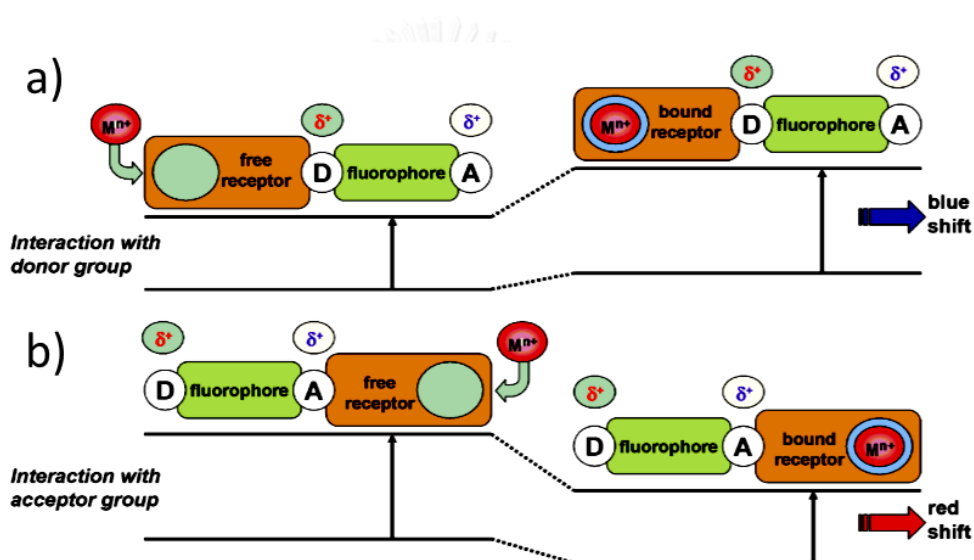 a)
Mⁿ⁺
δ⁺
δ⁺
free
receptor
D
fluorophore
A
δ⁺
δ⁺
Mⁿ⁺
bound
receptor
D
fluorophore
A
Interaction with
donor group
blue
shift
b)
δ⁺
δ⁺
Mⁿ⁺
D
fluorophore
A
free
receptor
δ⁺
δ⁺
D
fluorophore
A
bound
receptor
Mⁿ⁺
Interaction with
acceptor group
red
shift